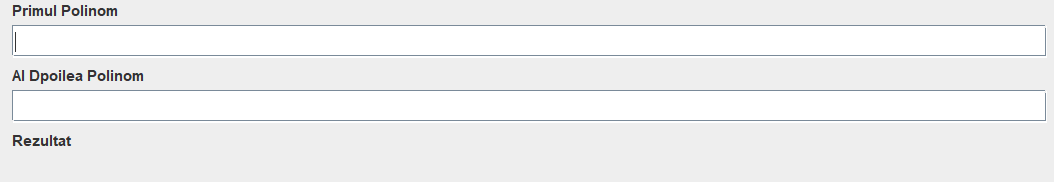 Primul Polinom
Al Dpoilea Polinom
Rezultat